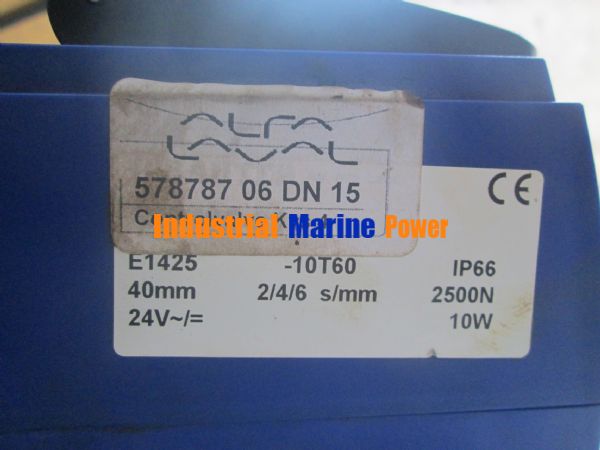 ALFA
LAVAL
578787 06 DN 15
CE
Industrial Marine Power
E1425 -10T60 IP66
40mm 2/4/6 s/mm 2500N
24V~/= 10W